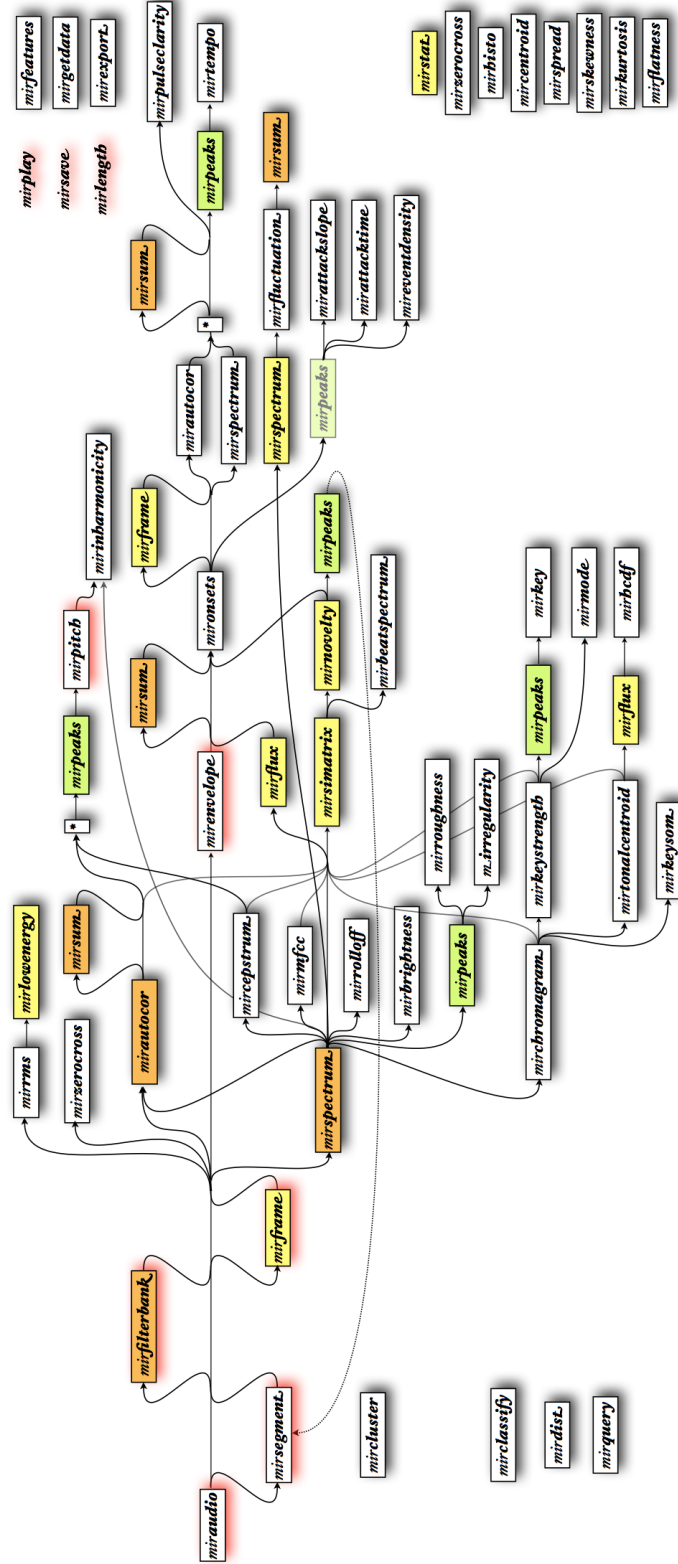 mirrms
mirlowenergy
mirplay
mirfeatures
mirzerocross
mirsum
*
mirpeaks
mirpitch
mirinharmonicity
mirsave
mirgetdata
mirlength
mirexport
mirfilterbank
mirautocor
mirsum
mirframe
mirsum
mirpulseclarity
mirautocor
mirspectrum
miraudio
mirenvelope
mironsets
*
mirpeaks
mirtempo
mirsegment
mirframe
mircepstrum
mirflux
mirspectrum
mirfluctuation
mirsum
mirmfcc
mirspectrum
mirsimatrix
mirnovelty
mirpeaks
mirpeaks
mirattackslope
mirrolloff
mirattacktime
mircluster
mirbeatspectrum
mirbrightness
mireventdensity
mirroughness
mirstat
mirpeaks
m.irregularity
mirzerocross
mirclassify
mirhisto
mirchromagram
mirkeystrength
mirpeaks
mirkey
mircentroid
mirdist
mirmode
mirspread
mirquery
mirtonalcentroid
mirflux
mirhcdf
mirskewness
mirkeysom
mirkurtosis
mirflatness